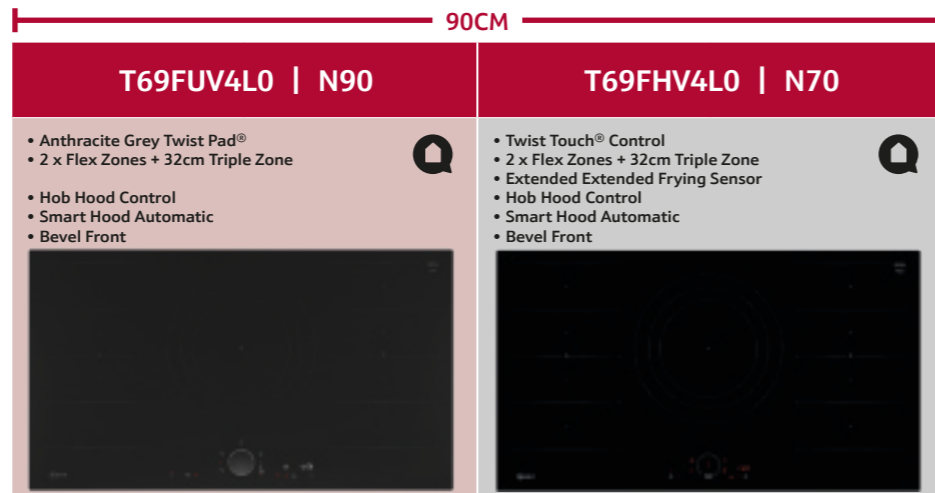 90CM
T69FUV4L0 | N90
• Anthracite Grey Twist Pad®
• 2 x Flex Zones + 32cm Triple Zone
• Hob Hood Control
• Smart Hood Automatic
• Bevel Front
T69FHV4L0 | N70
• Twist Touch® Control
• 2 x Flex Zones + 32cm Triple Zone
• Extended Extended Frying Sensor
• Hob Hood Control
• Smart Hood Automatic
• Bevel Front